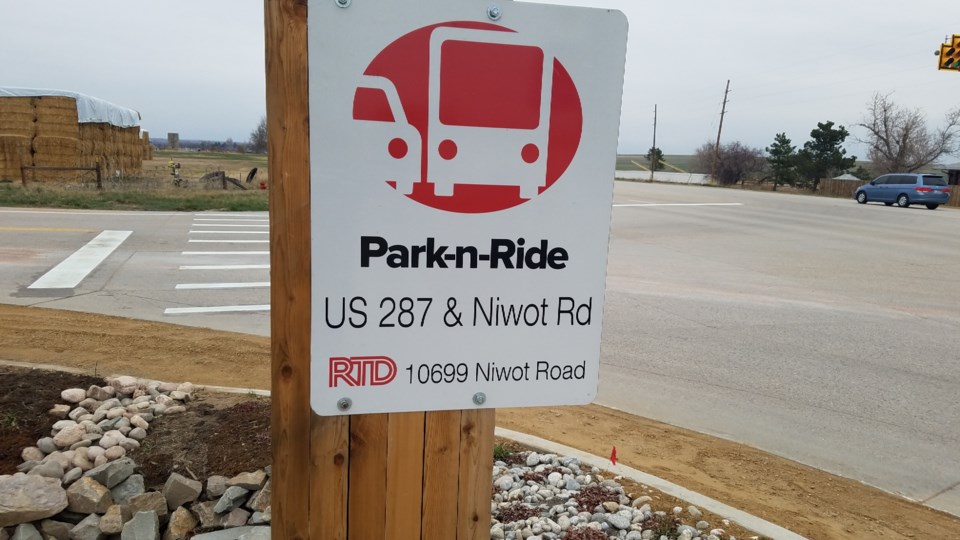 Park-n-Ride
US 287 & Niwot Rd
RTD 10699 Niwot Road